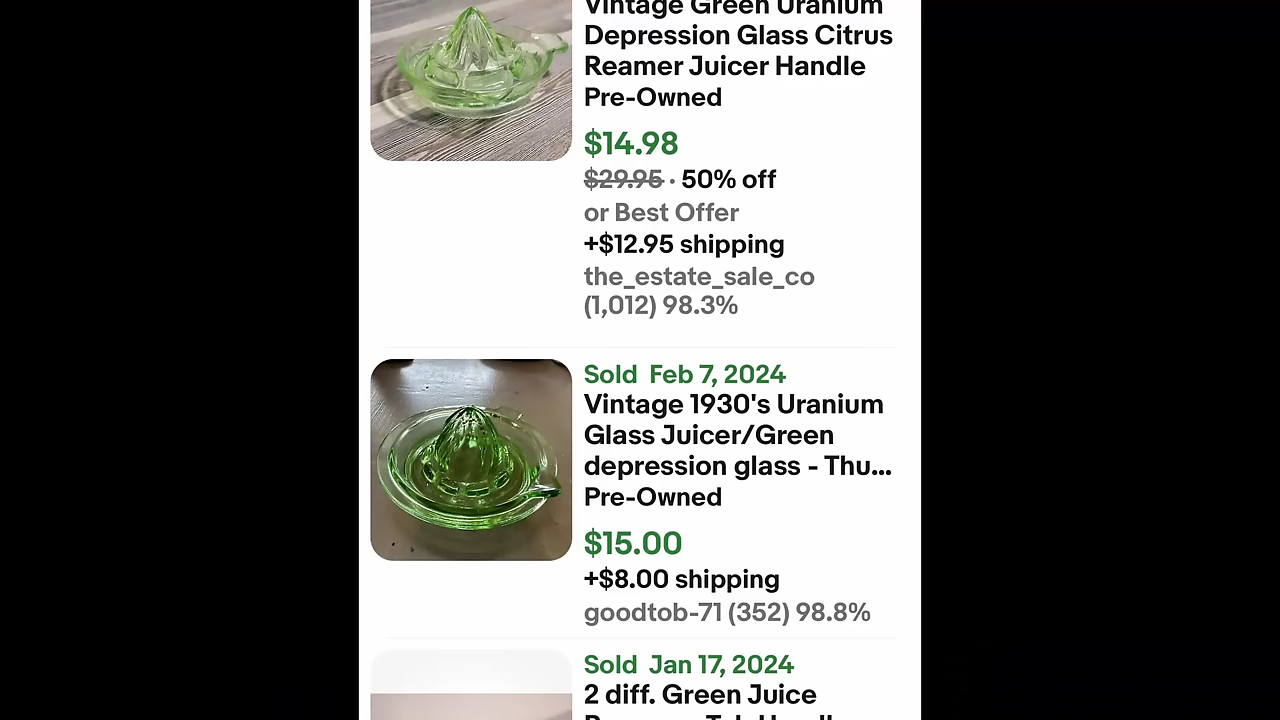 Vintage Green Uranium
Depression Glass Citrus
Reamer Juicer Handle
Pre-Owned
$14.98
$29.95 · 50% off
or Best Offer
+$12.95 shipping
the_estate_sale_co
(1,012) 98.3%
Sold Feb 7, 2024
Vintage 1930's Uranium
Glass Juicer/Green
depression glass - Thu...
Pre-Owned
$15.00
+$8.00 shipping
goodtob-71 (352) 98.8%
Sold Jan 17, 2024
2 diff. Green Juice